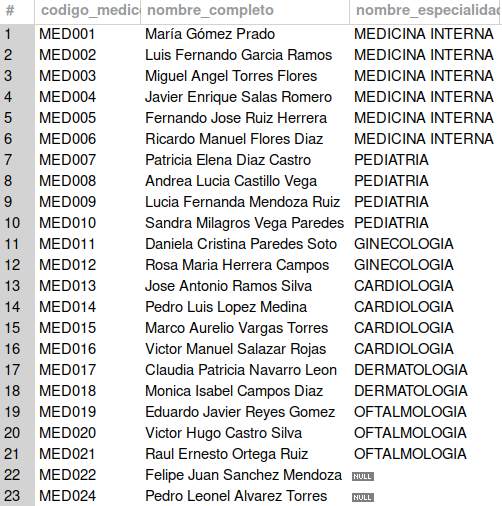 # codigo_medico nombre_completo nombre_especialidad
1 MED001 María Gómez Prado MEDICINA INTERNA
2 MED002 Luis Fernando Garcia Ramos MEDICINA INTERNA
3 MED003 Miguel Angel Torres Flores MEDICINA INTERNA
4 MED004 Javier Enrique Salas Romero MEDICINA INTERNA
5 MED005 Fernando Jose Ruiz Herrera MEDICINA INTERNA
6 MED006 Ricardo Manuel Flores Diaz MEDICINA INTERNA
7 MED007 Patricia Elena Diaz Castro PEDIATRIA
8 MED008 Andrea Lucia Castillo Vega PEDIATRIA
9 MED009 Lucia Fernanda Mendoza Ruiz PEDIATRIA
10 MED010 Sandra Milagros Vega Paredes PEDIATRIA
11 MED011 Daniela Cristina Paredes Soto GINECOLOGIA
12 MED012 Rosa Maria Herrera Campos GINECOLOGIA
13 MED013 Jose Antonio Ramos Silva CARDIOLOGIA
14 MED014 Pedro Luis Lopez Medina CARDIOLOGIA
15 MED015 Marco Aurelio Vargas Torres CARDIOLOGIA
16 MED016 Victor Manuel Salazar Rojas CARDIOLOGIA
17 MED017 Claudia Patricia Navarro Leon DERMATOLOGIA
18 MED018 Monica Isabel Campos Diaz DERMATOLOGIA
19 MED019 Eduardo Javier Reyes Gomez OFTALMOLOGIA
20 MED020 Victor Hugo Castro Silva OFTALMOLOGIA
21 MED021 Raul Ernesto Ortega Ruiz OFTALMOLOGIA
22 MED022 Felipe Juan Sanchez Mendoza NULL
23 MED024 Pedro Leonel Alvarez Torres NULL